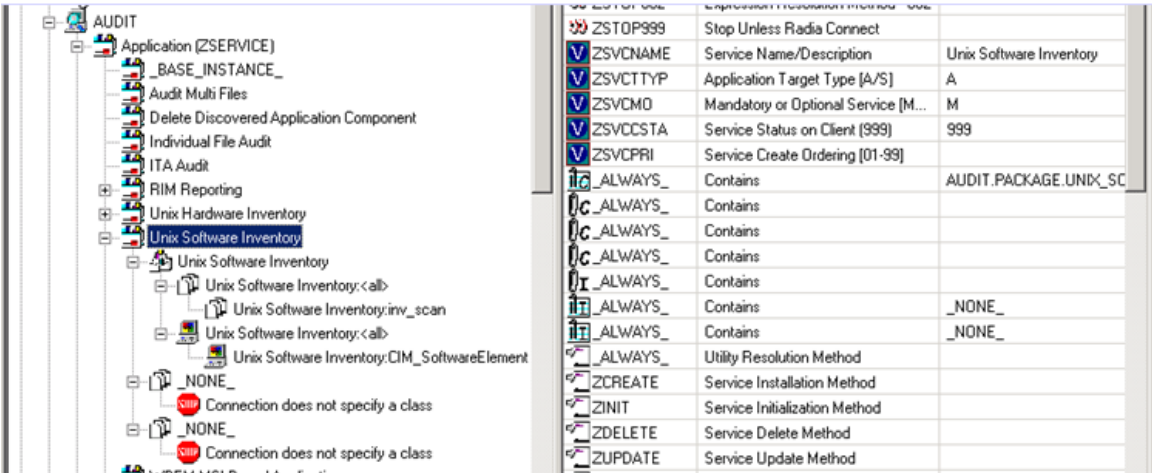 AUDIT
Application (ZSERVICE)
_BASE_INSTANCE_
Audit Multi Files
Delete Discovered Application Component
Individual File Audit
ITA Audit
RIM Reporting
Unix Hardware Inventory
Unix Software Inventory
Unix Software Inventory
Unix Software Inventory:<all>
Unix Software Inventory:inv_scan
Unix Software Inventory:<all>
Unix Software Inventory:CIM_SoftwareElement
_NONE_
Connection does not specify a class
_NONE_
Connection does not specify a class
ZSTOP999 Stop Unless Radia Connect
ZSVCNAME Service Name/Description Unix Software Inventory
ZSVCTTYP Application Target Type [A/S] A
ZSVCMO Mandatory or Optional Service [M... M
ZSVCCSTA Service Status on Client (999) 999
ZSVCPRI Service Create Ordering [01-99]
_ALWAYS_ Contains AUDIT.PACKAGE.UNIX_SC
_ALWAYS_ Contains
_ALWAYS_ Contains
_ALWAYS_ Contains
_ALWAYS_ Contains
_ALWAYS_ Contains _NONE_
_ALWAYS_ Contains _NONE_
_ALWAYS_ Utility Resolution Method
ZCREATE Service Installation Method
ZINIT Service Initialization Method
ZDELETE Service Delete Method
ZUPDATE Service Update Method